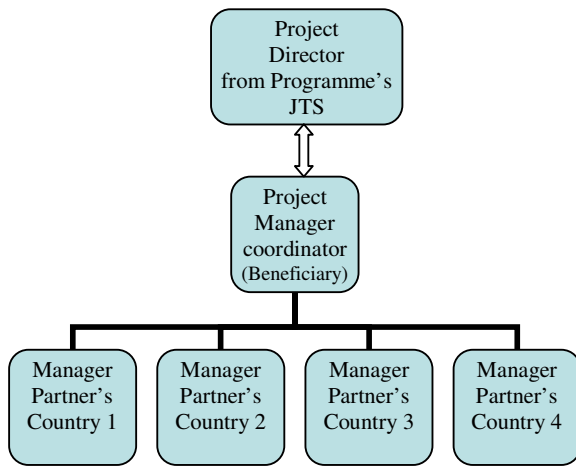 Project
Director
from Programme’s
JTS
Project
Manager
coordinator
(Beneficiary)
Manager
Partner’s
Country 1
Manager
Partner’s
Country 2
Manager
Partner’s
Country 3
Manager
Partner’s
Country 4